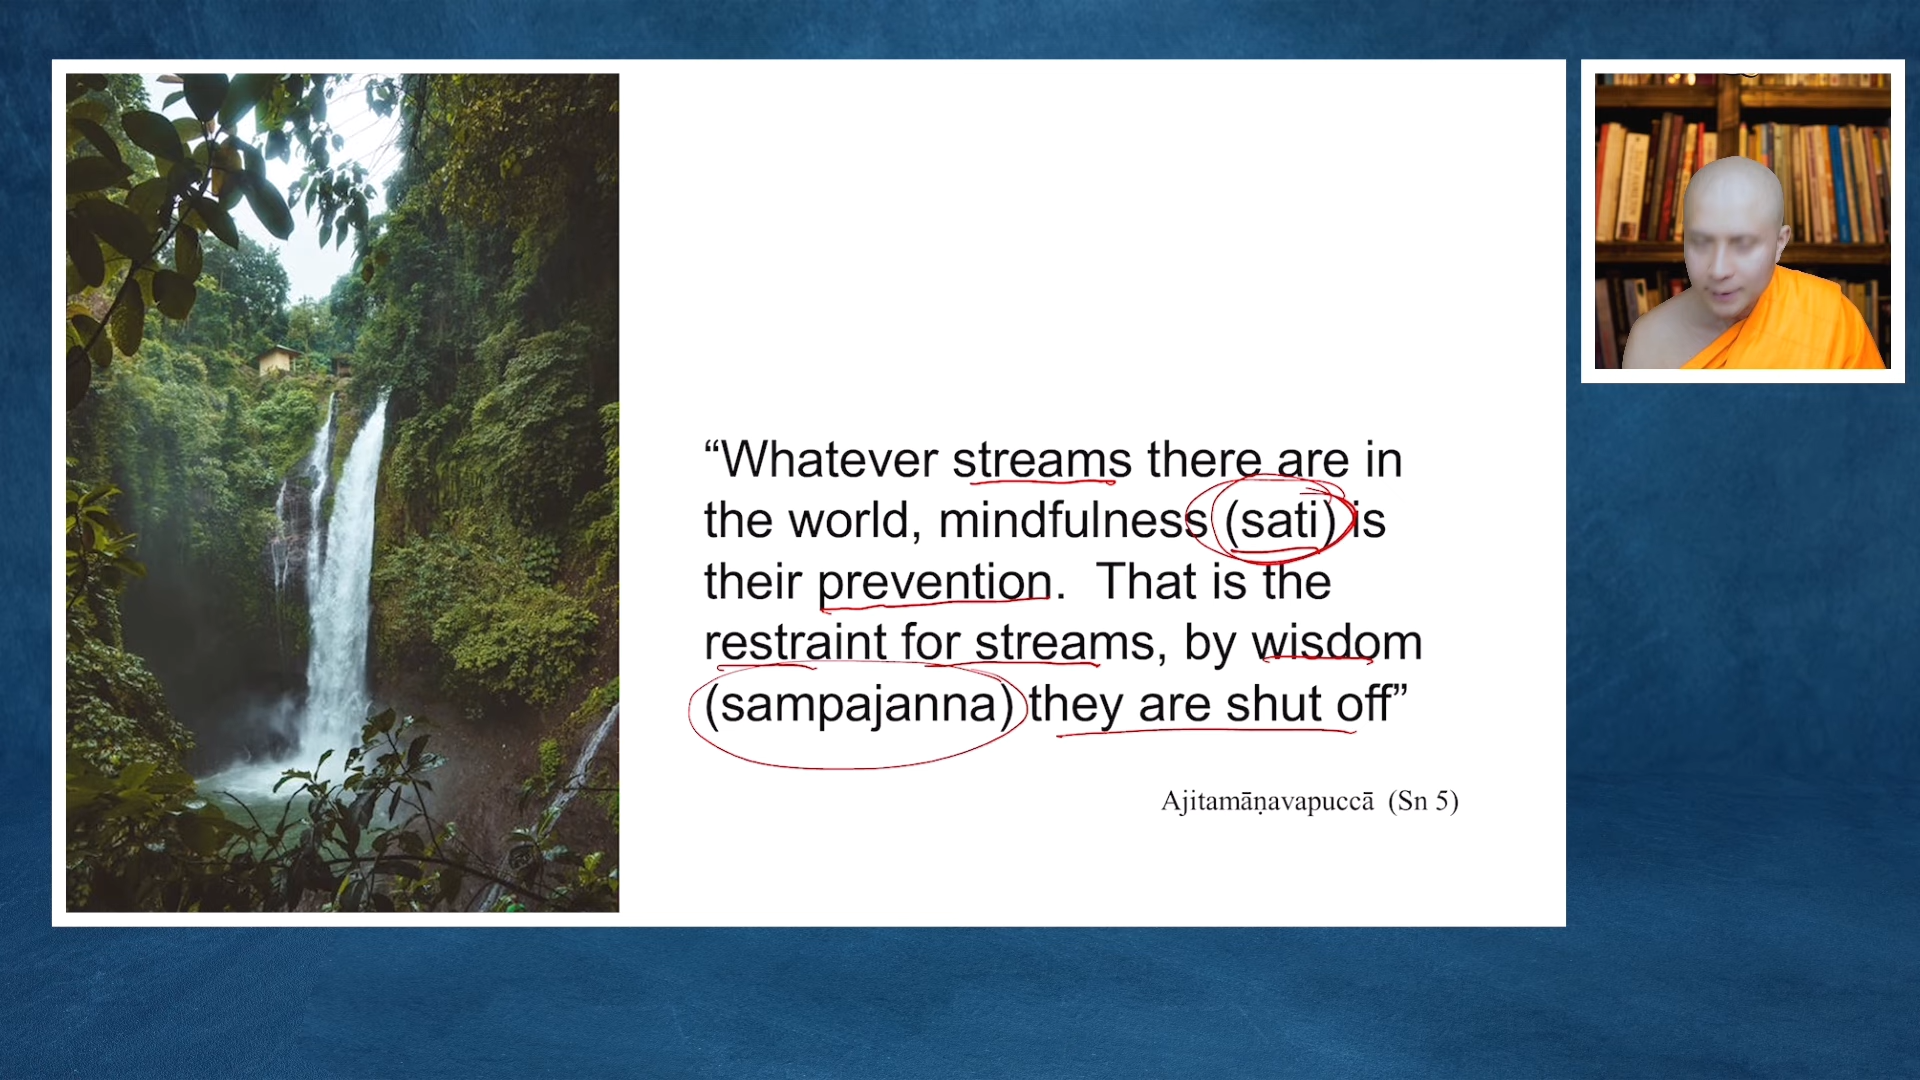 “Whatever streams there are in
the world, mindfulness (sati) is
their prevention.  That is the
restraint for streams, by wisdom
(sampajanna) they are shut off”
Ajitamāṇavapuccā (Sn 5)